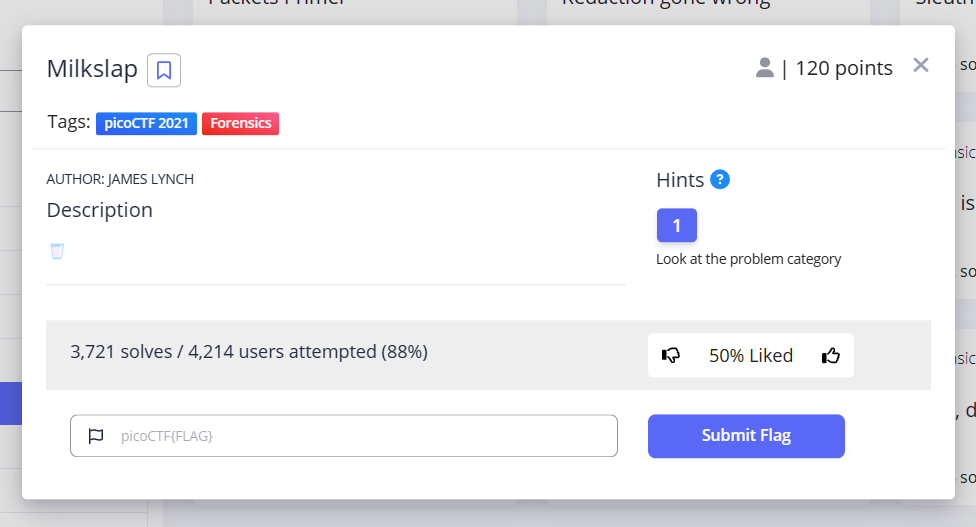 Packets Primer
Redaction gone wrong
Sleuth
Milkslap
| 120 points
Tags: picoCTF 2021 Forensics
so
AUTHOR: JAMES LYNCH
Hints ?
Description
1
is
Look at the problem category
so
3,721 solves / 4,214 users attempted (88%)
50% Liked
, d
picoCTF{FLAG}
Submit Flag
so